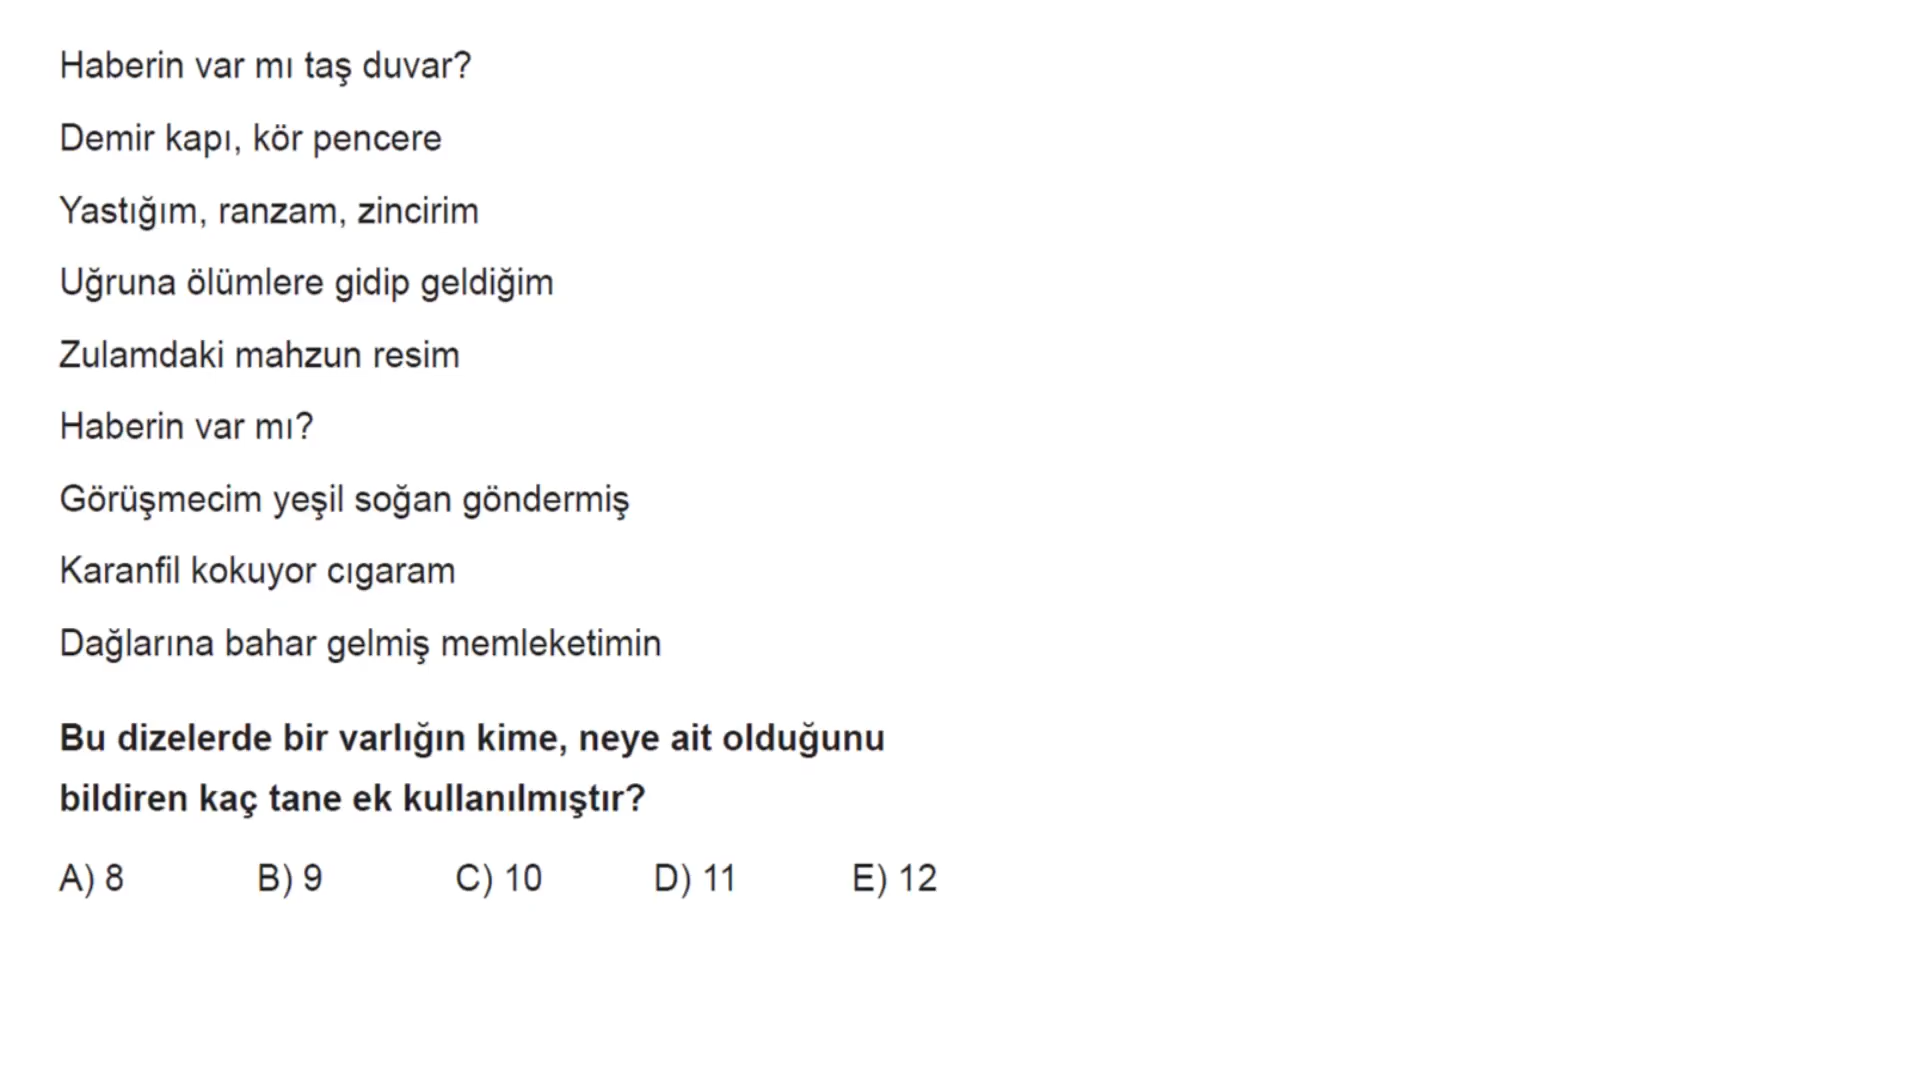 Haberin var mı taş duvar?
Demir kapı, kör pencere
Yastığım, ranzam, zincirim
Uğruna ölümlere gidip geldiğim
Zulamdaki mahzun resim
Haberin var mı?
Görüşmecim yeşil soğan göndermiş
Karanfil kokuyor cıgaram
Dağlarına bahar gelmiş memleketimin
Bu dizelerde bir varlığın kime, neye ait olduğunu
bildiren kaç tane ek kullanılmıştır?
A) 8 B) 9 C) 10 D) 11 E) 12